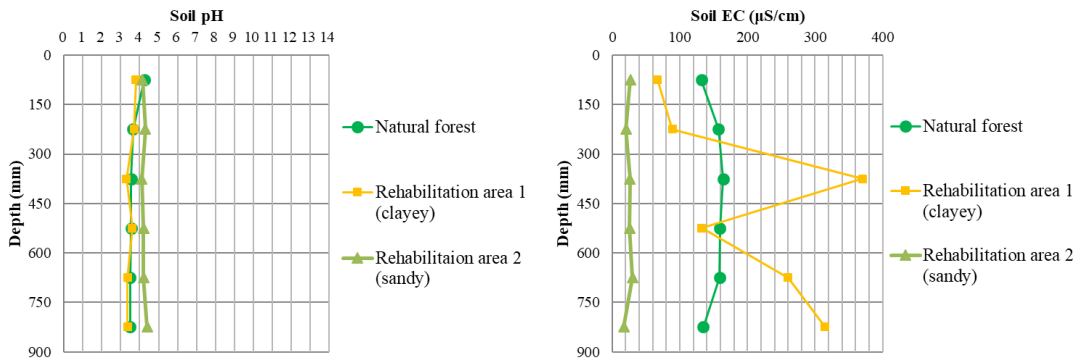 Soil pH
0 1 2 3 4 5 6 7 8 9 10 11 12 13 14
0
150
300
450
600
750
900
Depth (mm)
Natural forest
Rehabilitation area 1
(clayey)
Rehabilitaion area 2
(sandy)
Soil EC (µS/cm)
0 100 200 300 400
0
150
300
450
600
750
900
Depth (mm)
Natural forest
Rehabilitation area 1
(clayey)
Rehabilitation area 2
(sandy)